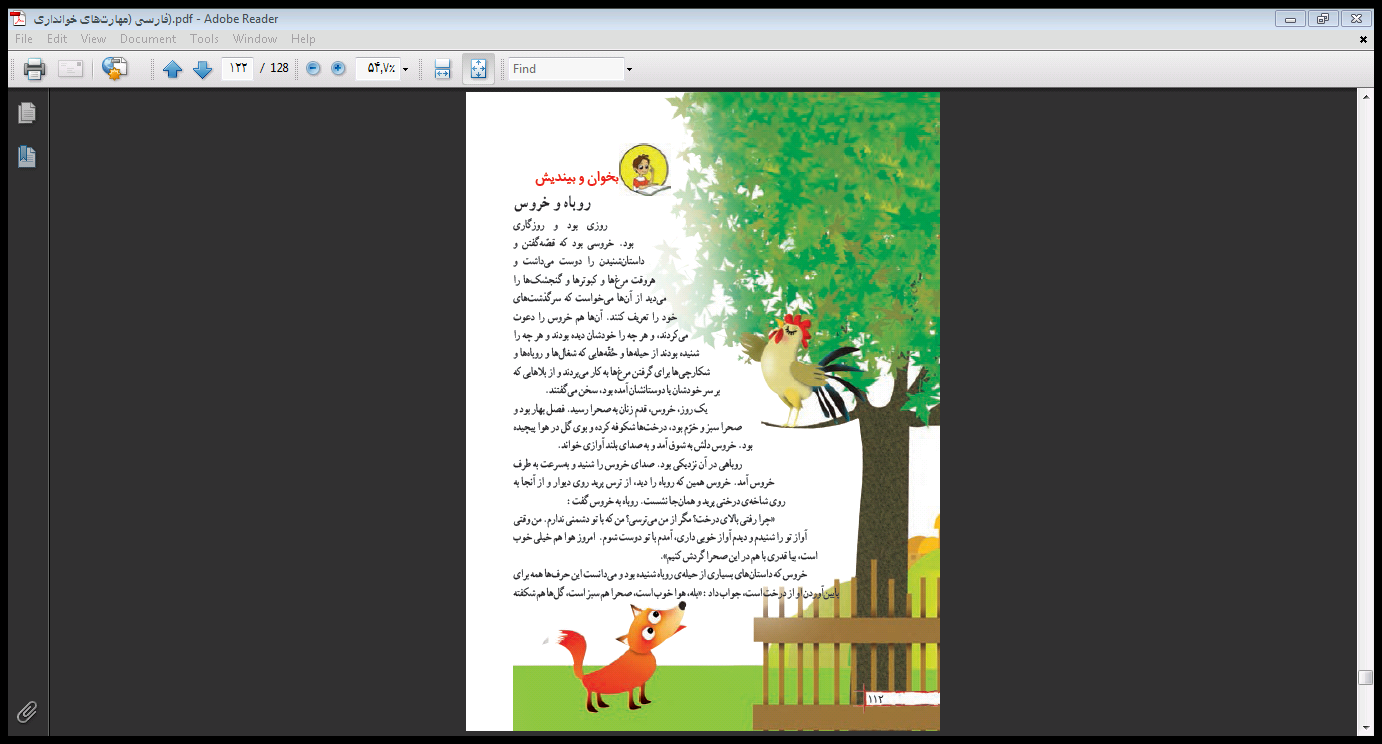 فارسی (مهارت‌های خوانداری).pdf - Adobe Reader
File Edit View Document Tools Window Help
۱۲۲ / 128 ۵۴,۷٪ Find
بخوان و بیندیش
روباه و خروس
روزی بود و روزگاری
بود. خروسی بود که قصّه‌گفتن و
داستان‌شنیدن را دوست می‌داشت و
هروقت مرغ‌ها و کبوترها و گنجشک‌ها را
می‌دید از آن‌ها می‌خواست که سرگذشت‌های
خود را تعریف کنند. آن‌ها هم خروس را دعوت
می‌کردند، و هر چه را خودشان دیده بودند و هر چه را
شنیده بودند از حیله‌ها و حُقّه‌هایی که شغال‌ها و روباه‌ها و
شکارچی‌ها برای گرفتن مرغ‌ها به کار می‌بردند و از بلاهایی که
بر سر خودشان یا دوستانشان آمده بود، سخن می‌گفتند.
یک روز، خروس، قدم زنان به صحرا رسید. فصل بهار بود و
صحرا سبز و خرّم بود، درخت‌ها شکوفه کرده و بوی گل در هوا پیچیده
بود. خروس دلش به شوق آمد و به صدای بلند آوازی خواند.
روباهی در آن نزدیکی بود. صدای خروس را شنید و به‌سرعت به طرف
خروس آمد. خروس همین که روباه را دید، از ترس پرید روی دیوار و از آنجا به
روی شاخه‌ی درختی پرید و همان‌جا نشست. روباه به خروس گفت :
«چرا رفتی بالای درخت؟ مگر از من می‌ترسی؟ من که با تو دشمنی ندارم. من وقتی
آواز تو را شنیدم و دیدم آواز خوبی داری، آمدم با تو دوست شوم. امروز هوا هم خیلی خوب
است، بیا قدری با هم در این صحرا گردش کنیم».
خروس که داستان‌های بسیاری از حیله‌ی روباه شنیده بود و می‌دانست این حرف‌ها همه برای
پایین آوردن او از درخت است، جواب داد : «بله، هوا خوب است، صحرا هم سبز است، گل‌ها هم شکفته
۱۱۲